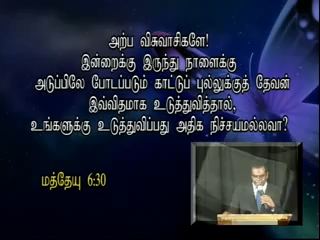 அற்ப விசுவாசிகளே!
இன்றைக்கு இருந்து நாளைக்கு
அடுப்பிலே போடப்படும் காட்டுப் புல்லுக்குத் தேவன்
இவ்விதமாக உடுத்துவித்தால்,
உங்களுக்கு உடுத்துவிப்பது அதிக நிச்சயமல்லவா?
மத்தேயு 6:30